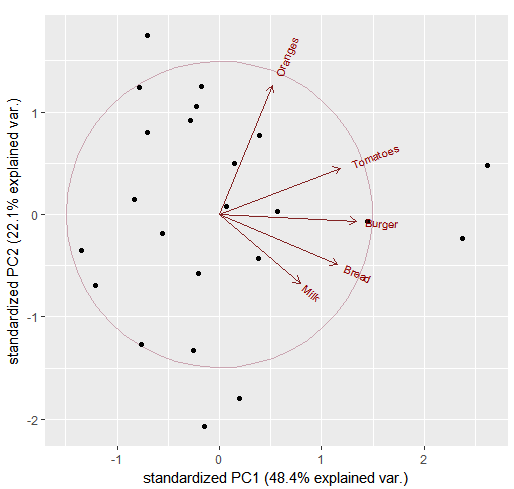 Oranges
Tomatoes
Burger
Bread
Milk
1
0
-1
-2
-1
0
1
2
standardized PC2 (22.1% explained var.)
standardized PC1 (48.4% explained var.)